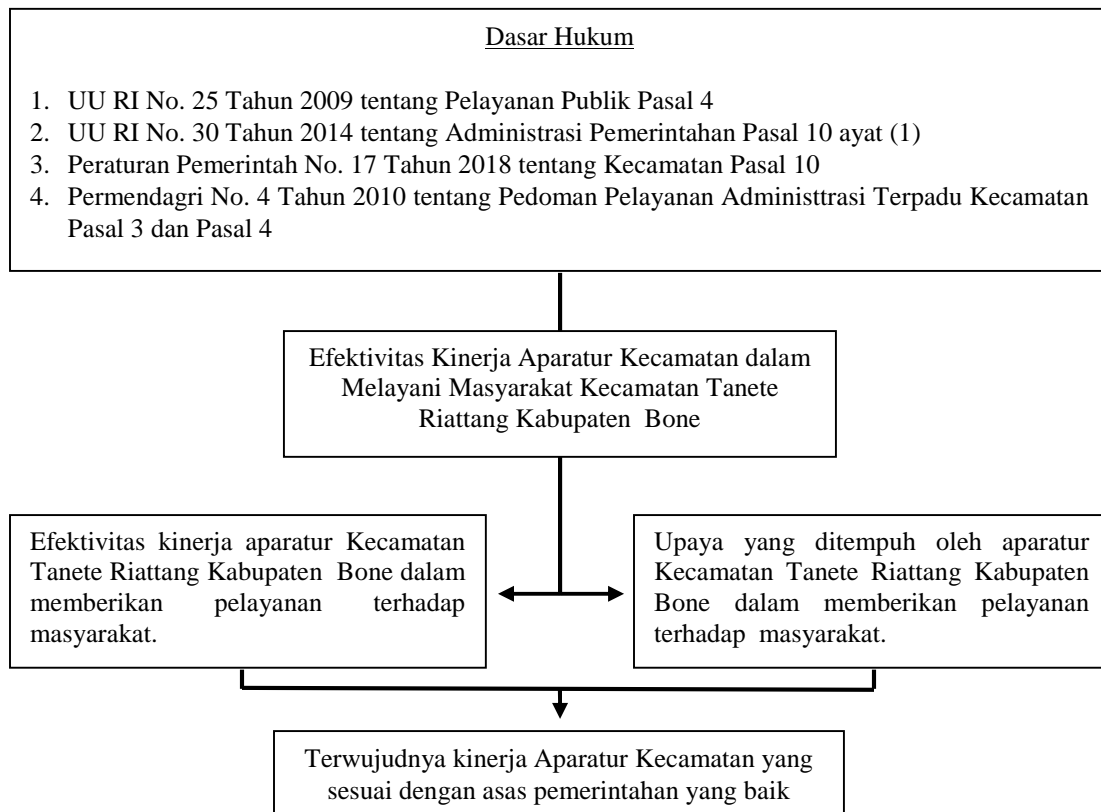 Dasar Hukum
1. UU RI No. 25 Tahun 2009 tentang Pelayanan Publik Pasal 4
2. UU RI No. 30 Tahun 2014 tentang Administrasi Pemerintahan Pasal 10 ayat (1)
3. Peraturan Pemerintah No. 17 Tahun 2018 tentang Kecamatan Pasal 10
4. Permendagri No. 4 Tahun 2010 tentang Pedoman Pelayanan Administtrasi Terpadu Kecamatan
Pasal 3 dan Pasal 4
Efektivitas Kinerja Aparatur Kecamatan dalam
Melayani Masyarakat Kecamatan Tanete
Riattang Kabupaten Bone
Efektivitas kinerja aparatur Kecamatan
Tanete Riattang Kabupaten Bone dalam
memberikan pelayanan terhadap
masyarakat.
Upaya yang ditempuh oleh aparatur
Kecamatan Tanete Riattang Kabupaten
Bone dalam memberikan pelayanan
terhadap masyarakat.
Terwujudnya kinerja Aparatur Kecamatan yang
sesuai dengan asas pemerintahan yang baik